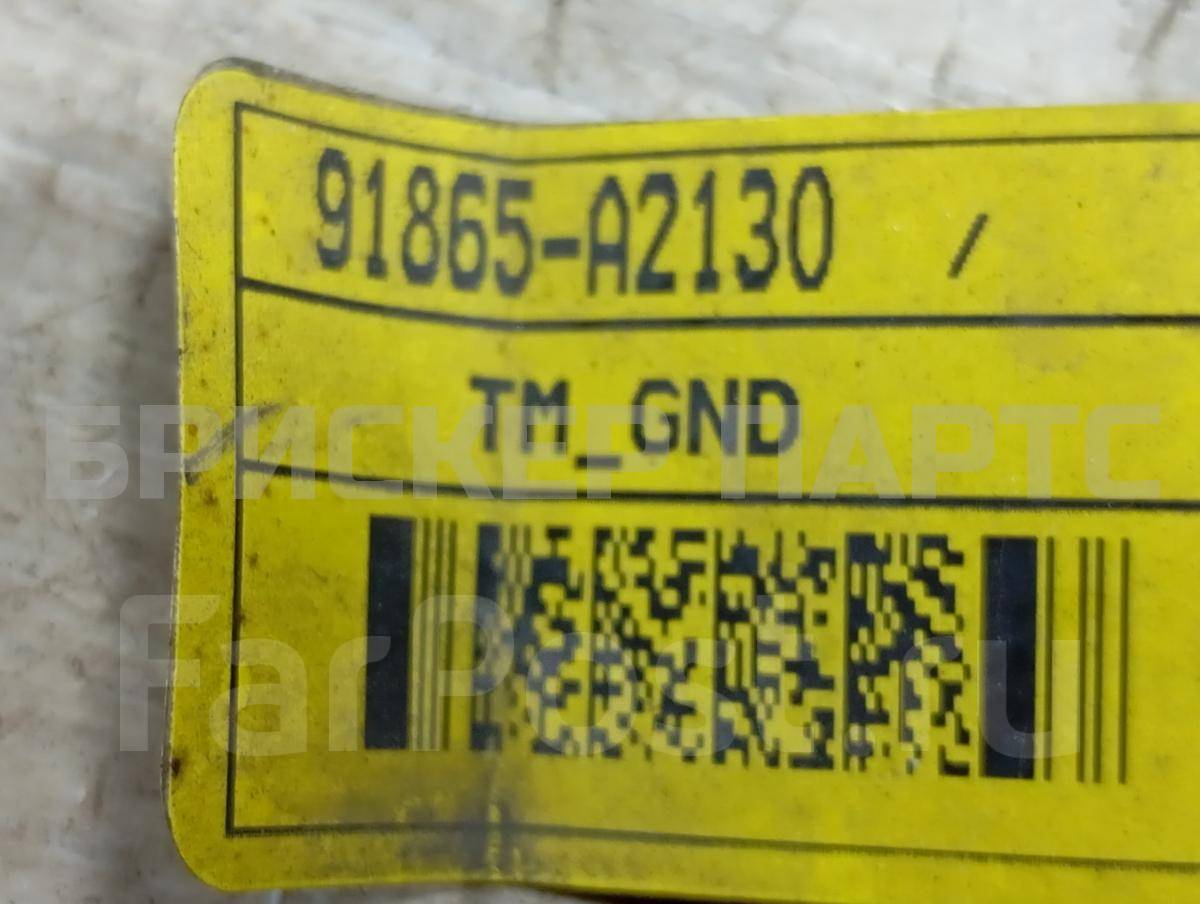 91865-A2130 /
TM_GND
БРИСКЕР ПАРТС
FarPost.ru